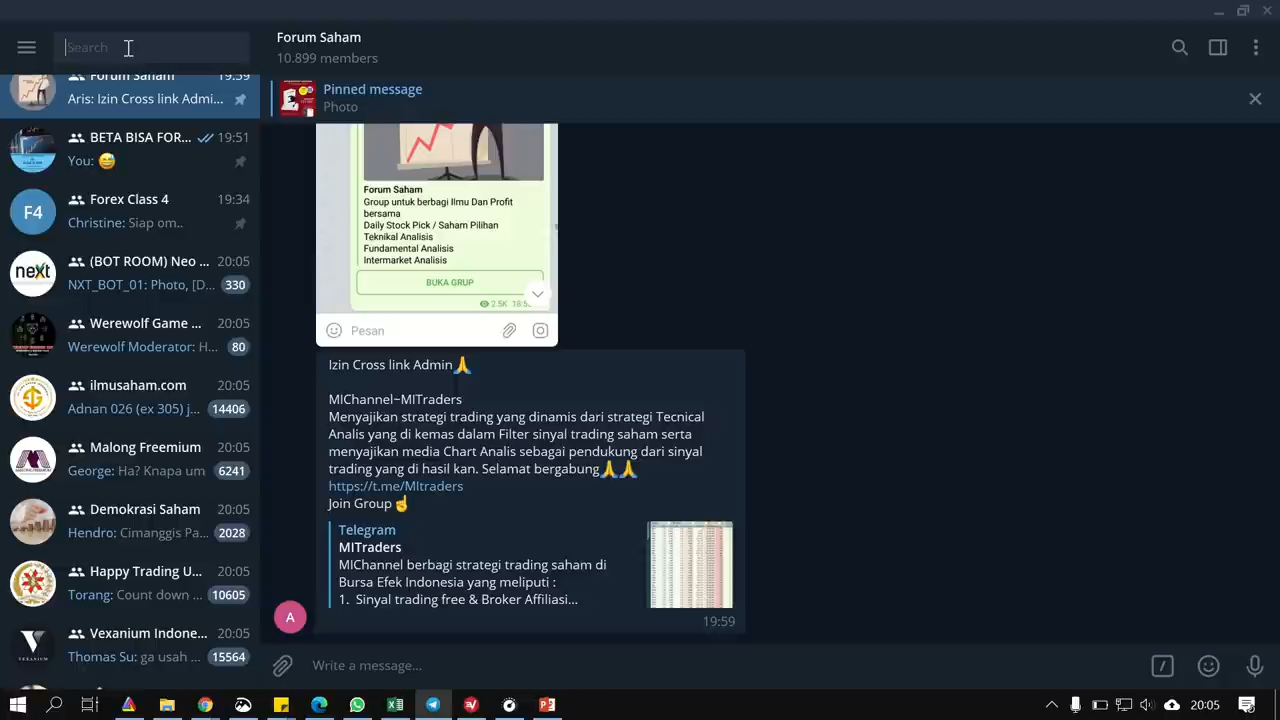 Search
Forum Saham
19:59
Aris: Izin Cross link Admi...
BETA BISA FOR...
19:51
You: 😅
F4
Forex Class 4
19:34
Christine: Siap om..
next
(BOT ROOM) Neo ...
20:05
NXT_BOT_01: Photo, [D...
330
Werewolf Game ...
20:05
Werewolf Moderator: H...
80
ilmusaham.com
20:05
Adnan 026 (ex 305) j...
14406
Malong Freemium
20:05
George: Ha? Knapa um
6241
Demokrasi Saham
20:05
Hendro: Cimanggis Pa...
2028
Happy Trading U...
20:05
Torang: Count down ...
10605
Vexanium Indone...
20:05
Thomas Su: ga usah ...
15564
Forum Saham
10.899 members
Pinned message
Photo
Forum Saham
Group untuk berbagi Ilmu Dan Profit
bersama
Daily Stock Pick / Saham Pilihan
Teknikal Analisis
Fundamental Analisis
Intermarket Analisis
BUKA GRUP
2.5K
Pesan
Izin Cross link Admin🙏
MIChannel~MITraders
Menyajikan strategi trading yang dinamis dari strategi Tecnical
Analis yang di kemas dalam Filter sinyal trading saham serta
menyajikan media Chart Analis sebagai pendukung dari sinyal
trading yang di hasil kan. Selamat bergabung🙏🙏
https://t.me/MItraders
Join Group☝
Telegram
MITraders
MIChannel berbagi strategi trading saham di
Bursa Efek Indonesia yang meliputi :
1. Sinyal trading free & Broker Affiliasi...
A
19:59
Write a message...
20:05